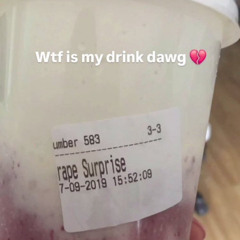 Wtf is my drink dawg 💔
umber 583 3-3
rape Surprise
7-09-2019 15:52:09